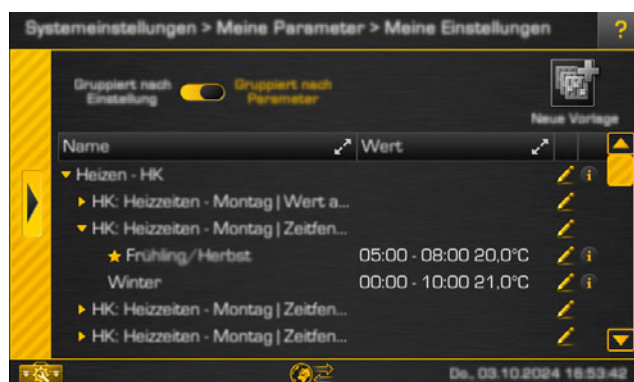 Systemeinstellungen > Meine Parameter > Meine Einstellungen ?
Gruppiert nach
Einstellung
Gruppiert nach
Parameter
Neue Vorlage
Name Wert
Heizen - HK
HK: Heizzeiten - Montag | Wert a...
HK: Heizzeiten - Montag | Zeitfen...
Frühling/Herbst 05:00 - 08:00 20,0°C
Winter 00:00 - 10:00 21,0°C
HK: Heizzeiten - Montag | Zeitfen...
HK: Heizzeiten - Montag | Zeitfen...
Do., 03.10.2024 16:53:42